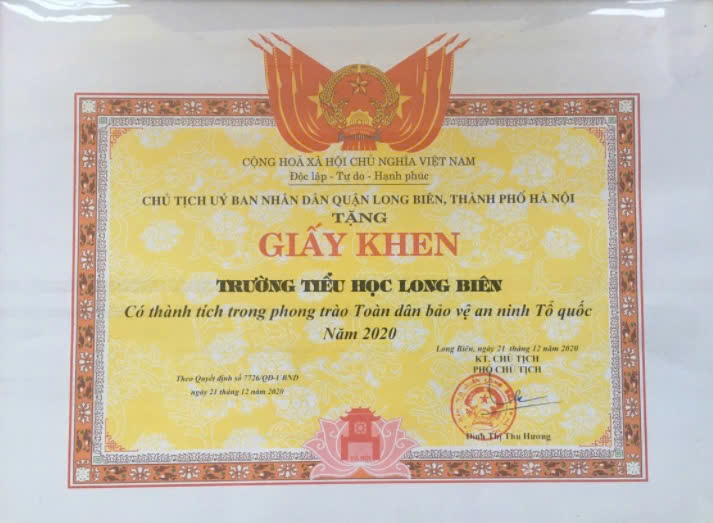 CỘNG HOÀ XÃ HỘI CHỦ NGHĨA VIỆT NAM
Độc lập - Tự do - Hạnh phúc
CHỦ TỊCH UỶ BAN NHÂN DÂN QUẬN LONG BIÊN, THÀNH PHỐ HÀ NỘI
TẶNG
GIẤY KHEN
TRƯỜNG TIỂU HỌC LONG BIÊN
Có thành tích trong phong trào Toàn dân bảo vệ an ninh Tổ quốc
Năm 2020
Long Biên, ngày 21 tháng 12 năm 2020
KT. CHỦ TỊCH
PHÓ CHỦ TỊCH
Theo Quyết định số 7726/QĐ-UBND
ngày 21 tháng 12 năm 2020
Đinh Thị Thu Hương
HÀ NỘI